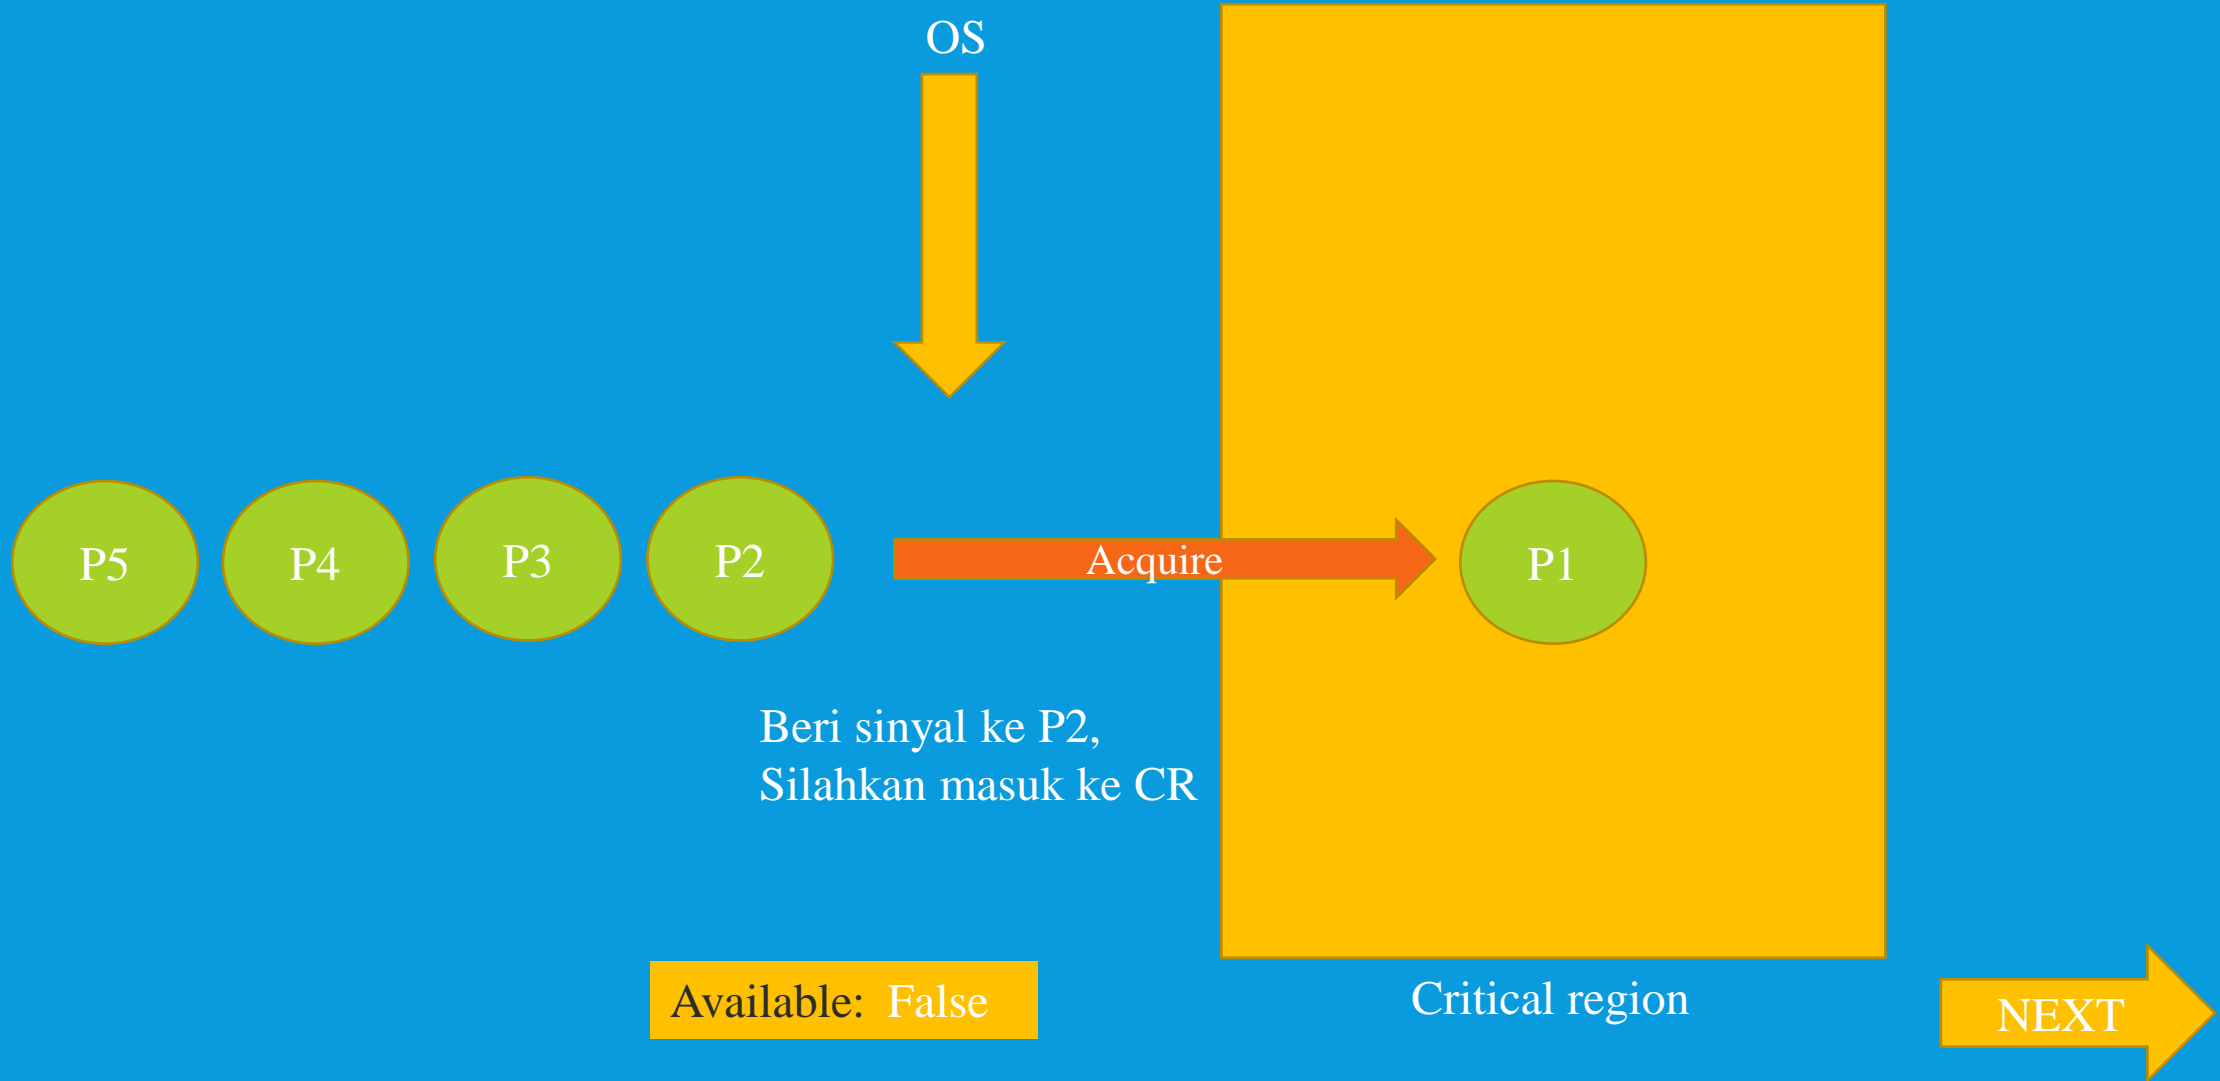 OS
P5
P4
P3
P2
Acquire
P1
Beri sinyal ke P2,
Silahkan masuk ke CR
Available: False
Critical region
NEXT